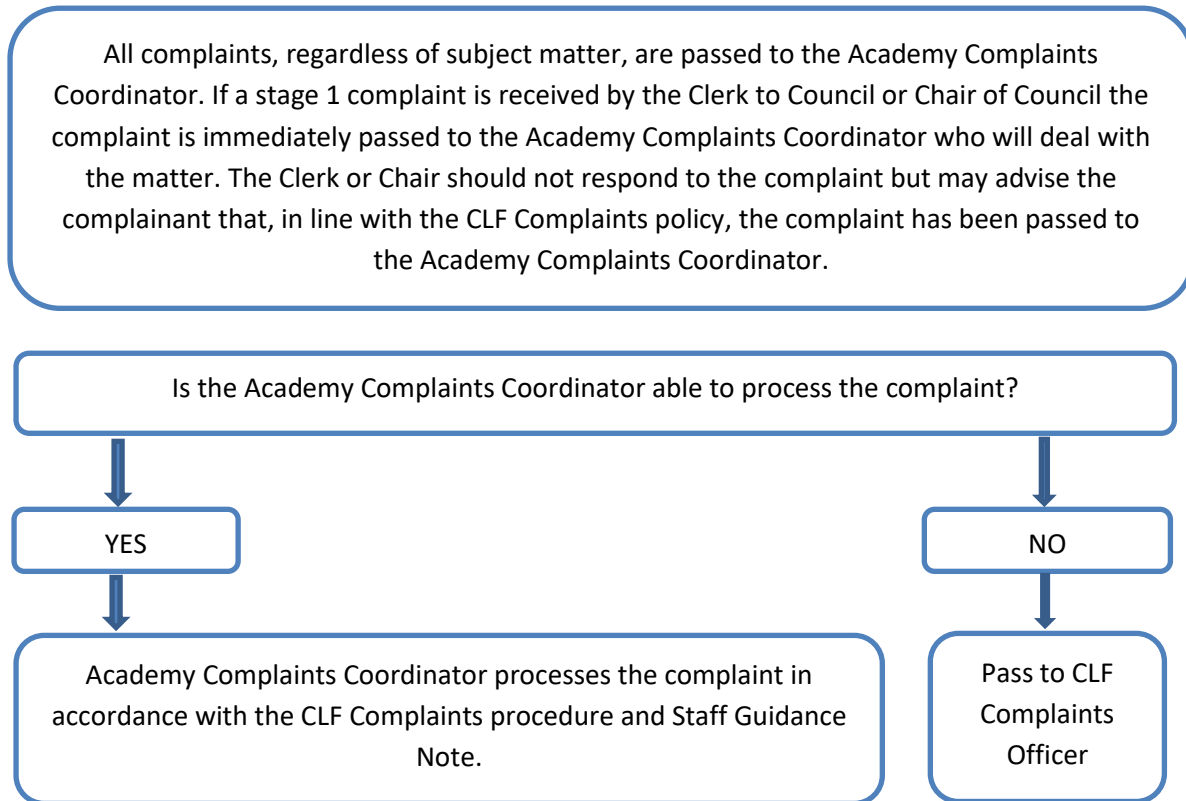 All complaints, regardless of subject matter, are passed to the Academy Complaints
Coordinator. If a stage 1 complaint is received by the Clerk to Council or Chair of Council the
complaint is immediately passed to the Academy Complaints Coordinator who will deal with
the matter. The Clerk or Chair should not respond to the complaint but may advise the
complainant that, in line with the CLF Complaints policy, the complaint has been passed to
the Academy Complaints Coordinator.
Is the Academy Complaints Coordinator able to process the complaint?
YES
NO
Academy Complaints Coordinator processes the complaint in
accordance with the CLF Complaints procedure and Staff Guidance
Note.
Pass to CLF
Complaints
Officer